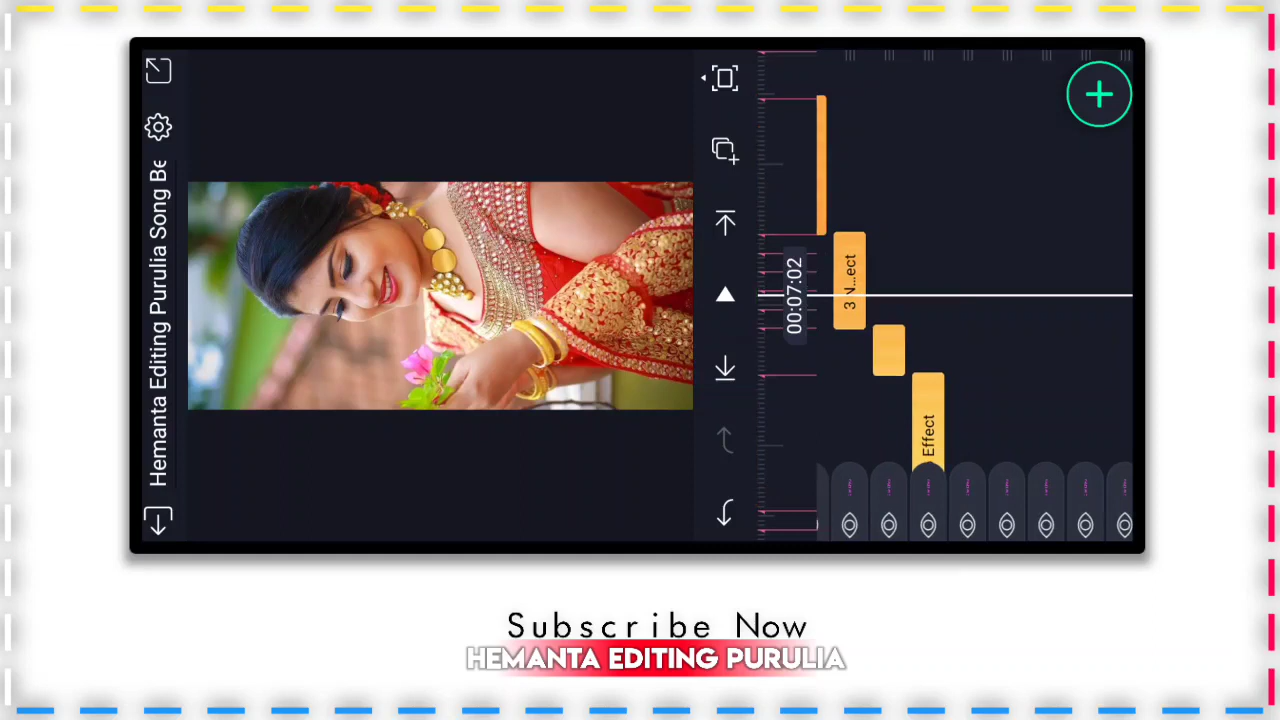 Hemanta Editing Purulia Song Be
00:07:02
3 N...ect
Effect
Subscribe Now
HEMANTA EDITING PURULIA